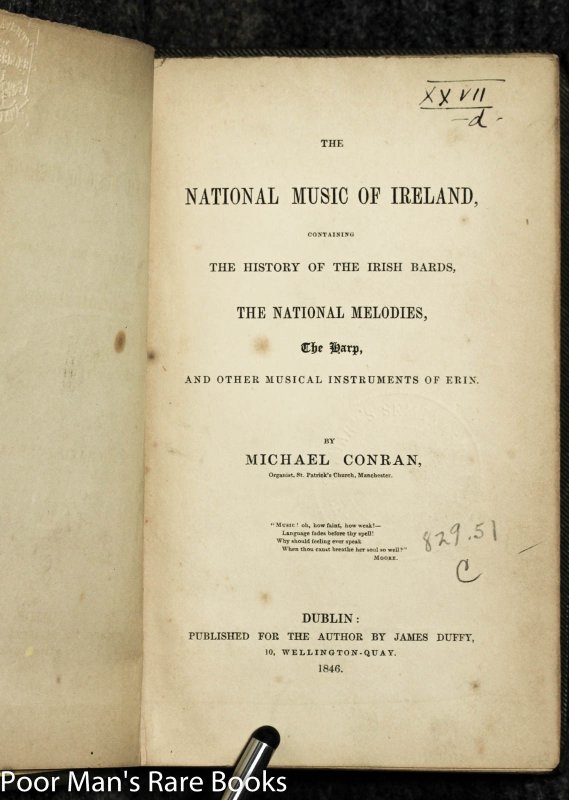 XXVII
-d-
THE
NATIONAL MUSIC OF IRELAND,
CONTAINING
THE HISTORY OF THE IRISH BARDS,
THE NATIONAL MELODIES,
The Harp,
AND OTHER MUSICAL INSTRUMENTS OF ERIN.
BY
MICHAEL CONRAN,
Organist, St. Patrick's Church, Manchester.
"Music! oh, how faint, how weak!—
Language fades before thy spell!
Why should feeling ever speak
When thou canst breathe her soul so well?"
MOORE.
829.51
C
DUBLIN:
PUBLISHED FOR THE AUTHOR BY JAMES DUFFY,
10, WELLINGTON-QUAY.
1846.
Poor Man's Rare Books